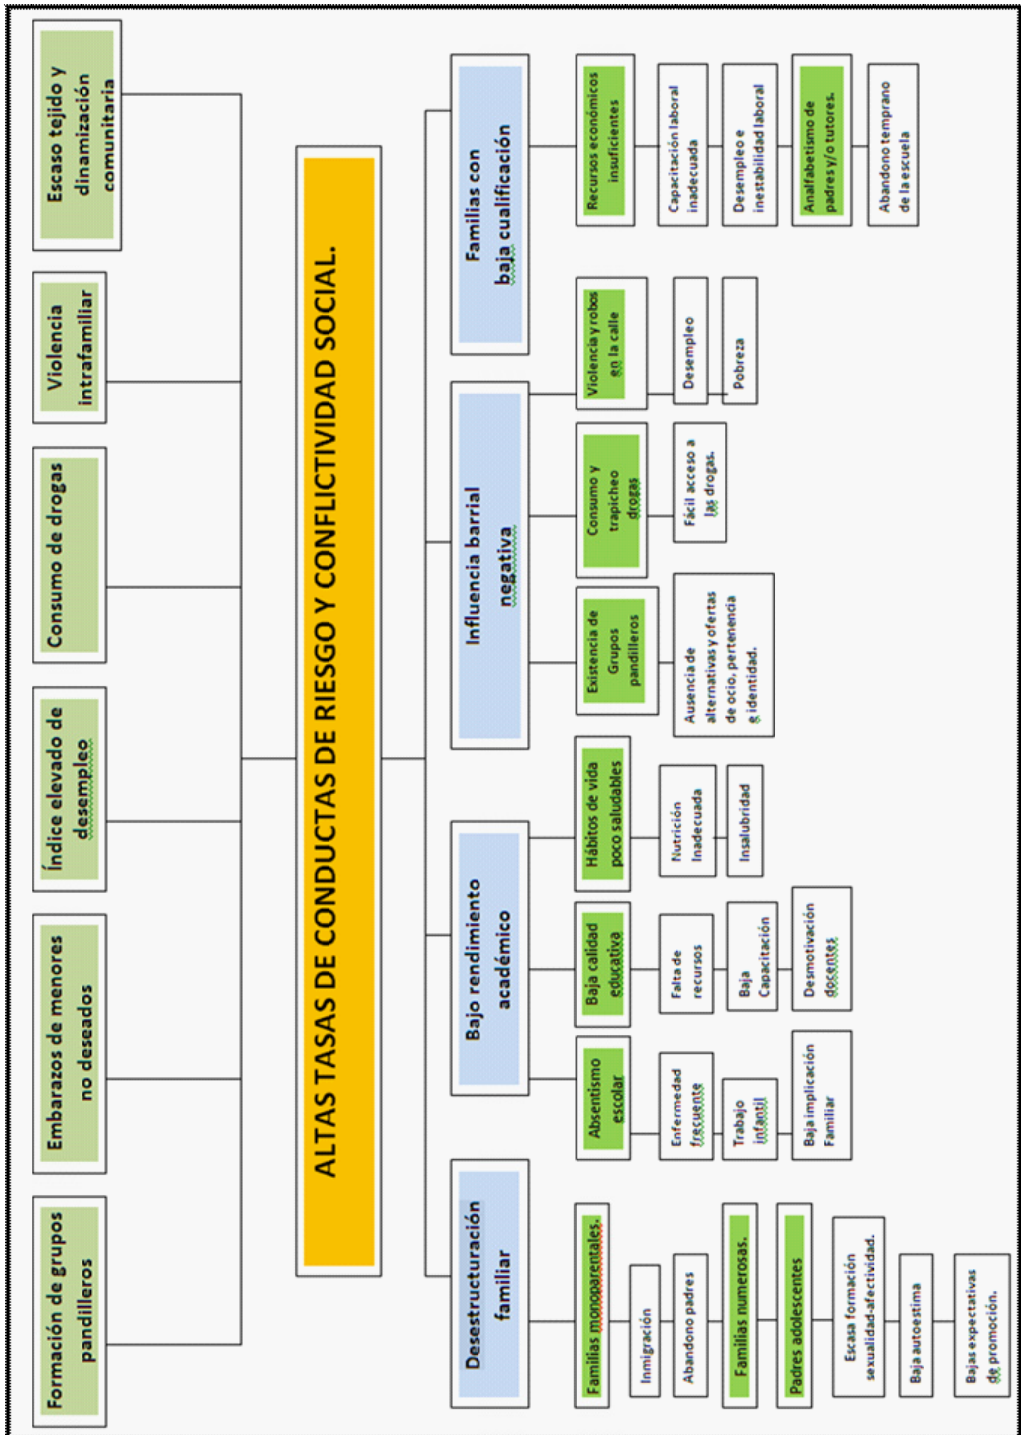 Formación de grupos
pandilleros
Embarazos de menores
no deseados
Índice elevado de
desempleo
Consumo de drogas
Violencia
intrafamiliar
Escaso tejido y
dinamización
comunitaria
ALTAS TASAS DE CONDUCTAS DE RIESGO Y CONFLICTIVIDAD SOCIAL.
Desestructuración
familiar
Bajo rendimiento
académico
Influencia barrial
negativa
Familias con
baja cualificación
Familias monoparentales.
Inmigración
Abandono padres
Familias numerosas.
Padres adolescentes
Escasa formación
sexualidad-afectividad.
Baja autoestima
Bajas expectativas
de promoción.
Absentismo
escolar
Enfermedad
frecuente
Trabajo
infantil
Baja implicación
Familiar
Baja calidad
educativa
Falta de
recursos
Baja
Capacitación
Desmotivación
docentes
Hábitos de vida
poco saludables
Nutrición
Inadecuada
Insalubridad
Existencia de
Grupos
pandilleros
Ausencia de
alternativas y ofertas
de ocio, pertenencia
e identidad.
Consumo y
trapicheo
drogas
Fácil acceso a
las drogas.
Violencia y robos
en la calle
Desempleo
Pobreza
Recursos económicos
insuficientes
Capacitación laboral
inadecuada
Desempleo e
inestabilidad laboral
Analfabetismo de
padres y/o tutores.
Abandono temprano
de la escuela